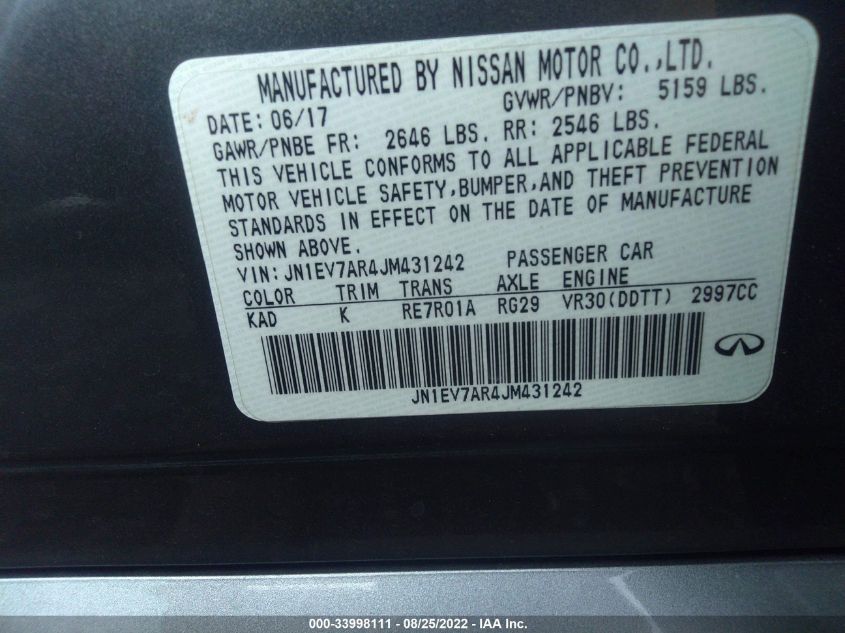 MANUFACTURED BY NISSAN MOTOR CO.,LTD.
DATE: 06/17 GVWR/PNBV: 5159 LBS.
GAWR/PNBE FR: 2646 LBS. RR: 2546 LBS.
THIS VEHICLE CONFORMS TO ALL APPLICABLE FEDERAL
MOTOR VEHICLE SAFETY,BUMPER,AND THEFT PREVENTION
STANDARDS IN EFFECT ON THE DATE OF MANUFACTURE
SHOWN ABOVE.
VIN: JN1EV7AR4JM431242 PASSENGER CAR
COLOR TRIM TRANS AXLE ENGINE
KAD K RE7R01A RG29 VR30(DDTT) 2997CC
JN1EV7AR4JM431242
000-33998111 - 08/25/2022 - IAA Inc.